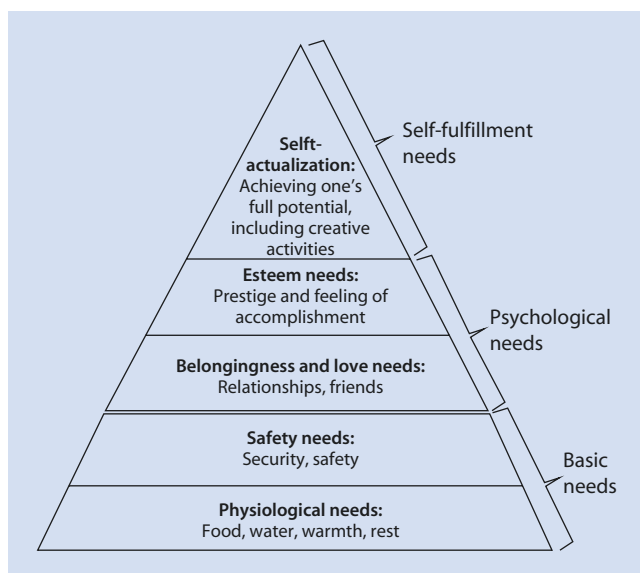 Selft-
actualization:
Achieving one's
full potential,
including creative
activities
Self-fulfillment
needs
Esteem needs:
Prestige and feeling of
accomplishment
Psychological
needs
Belongingness and love needs:
Relationships, friends
Safety needs:
Security, safety
Basic
needs
Physiological needs:
Food, water, warmth, rest